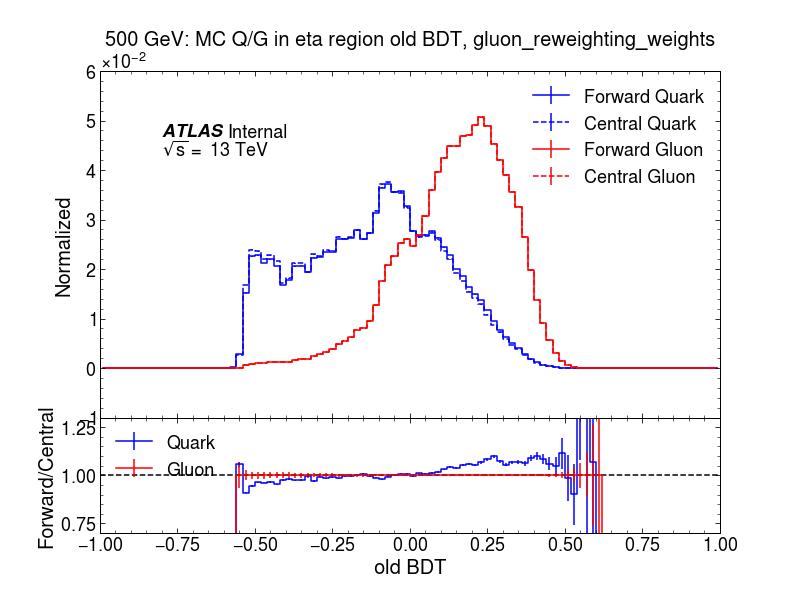 500 GeV: MC Q/G in eta region old BDT, gluon_reweighting_weights
×10⁻²
6
5
4
3
2
1
0
−1
Normalized
ATLAS Internal
√s = 13 TeV
Forward Quark
Central Quark
Forward Gluon
Central Gluon
1.25
1.00
0.75
Forward/Central
Quark
Gluon
−1.00 −0.75 −0.50 −0.25 0.00 0.25 0.50 0.75 1.00
old BDT